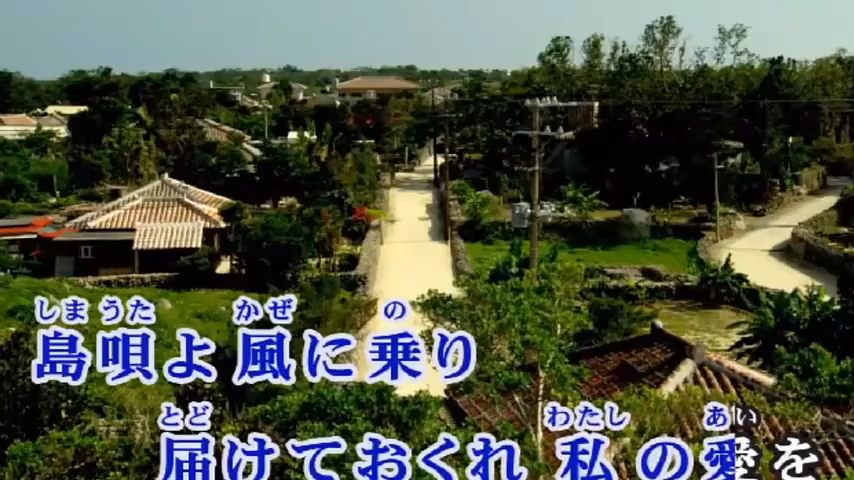 しまうた かぜ の
島唄よ 風に乗り
とど わたし あい
届けておくれ 私の愛を